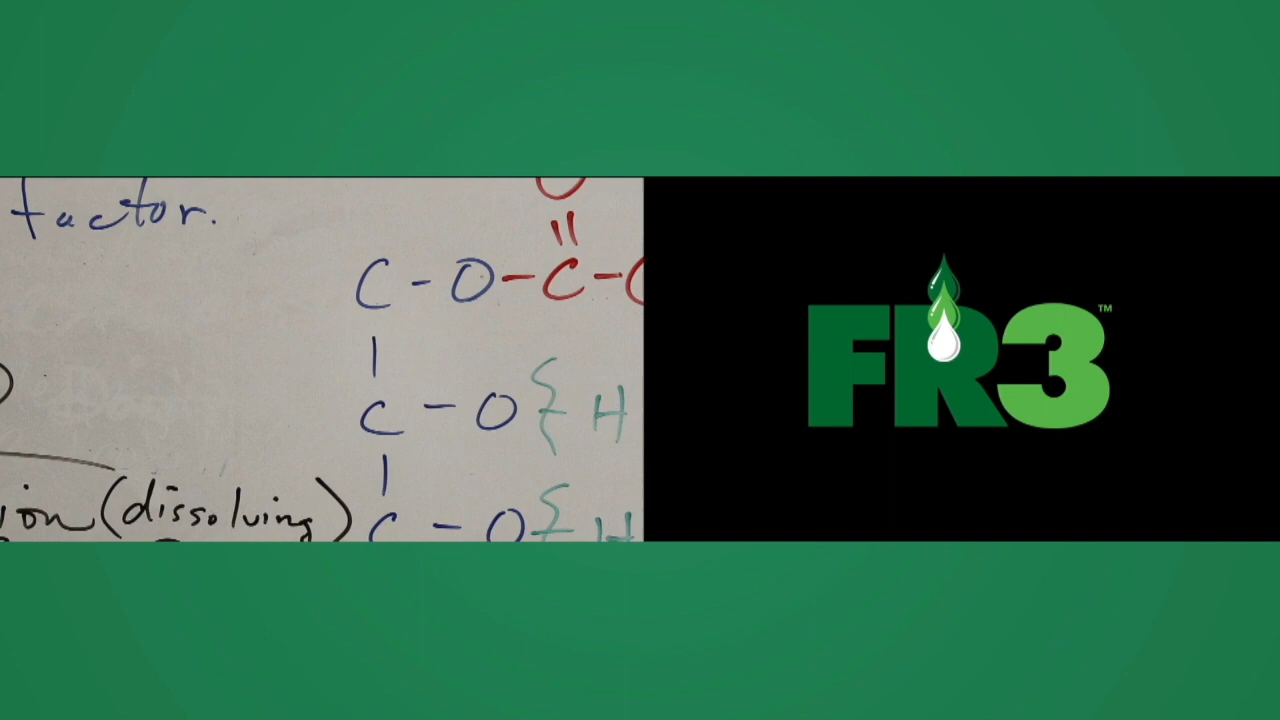 factor.
O
||
C - O - C - C
|
C - O { H
|
ion (dissolving)
C - O { H
FR3™